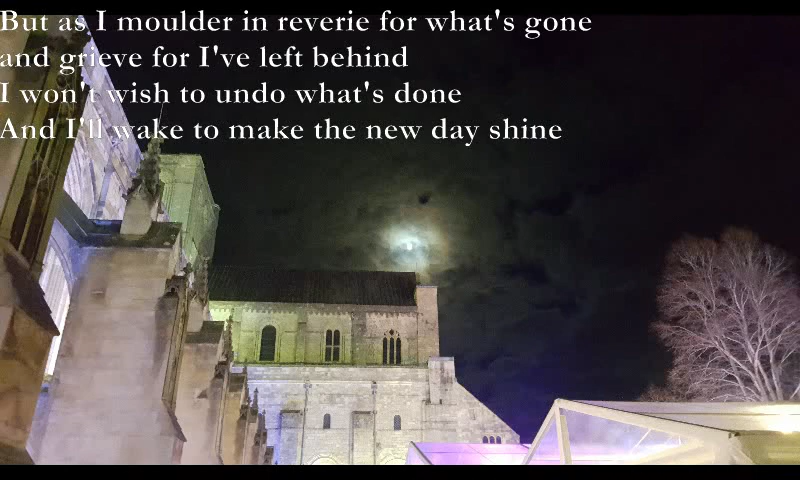 But as I moulder in reverie for what's gone
and grieve for I've left behind
I won't wish to undo what's done
And I'll wake to make the new day shine